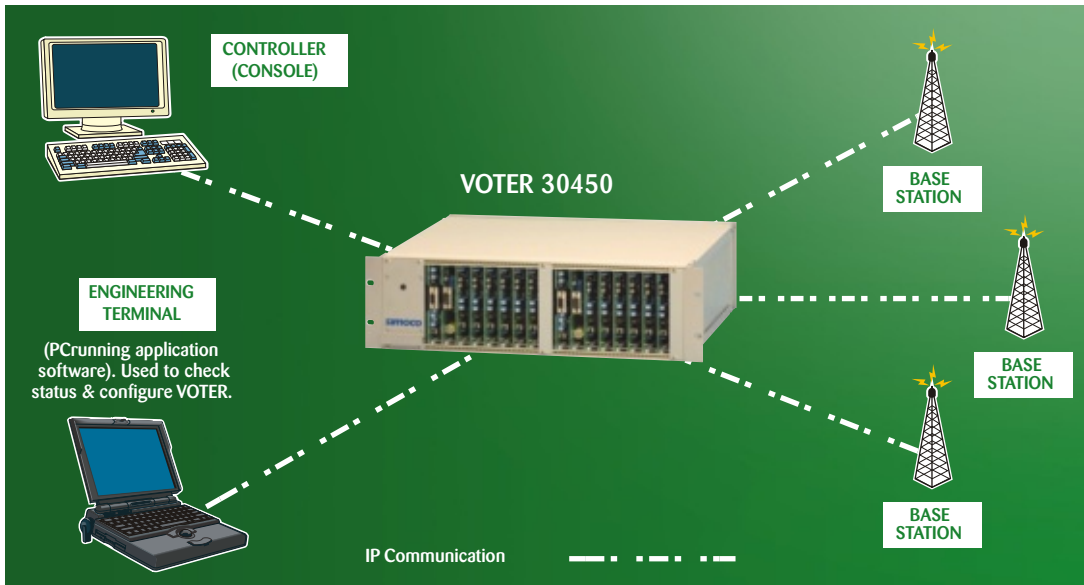 CONTROLLER
(CONSOLE)
VOTER 30450
ENGINEERING
TERMINAL
(PCrunning application
software). Used to check
status & configure VOTER.
BASE
STATION
BASE
STATION
BASE
STATION
simoco
IP Communication